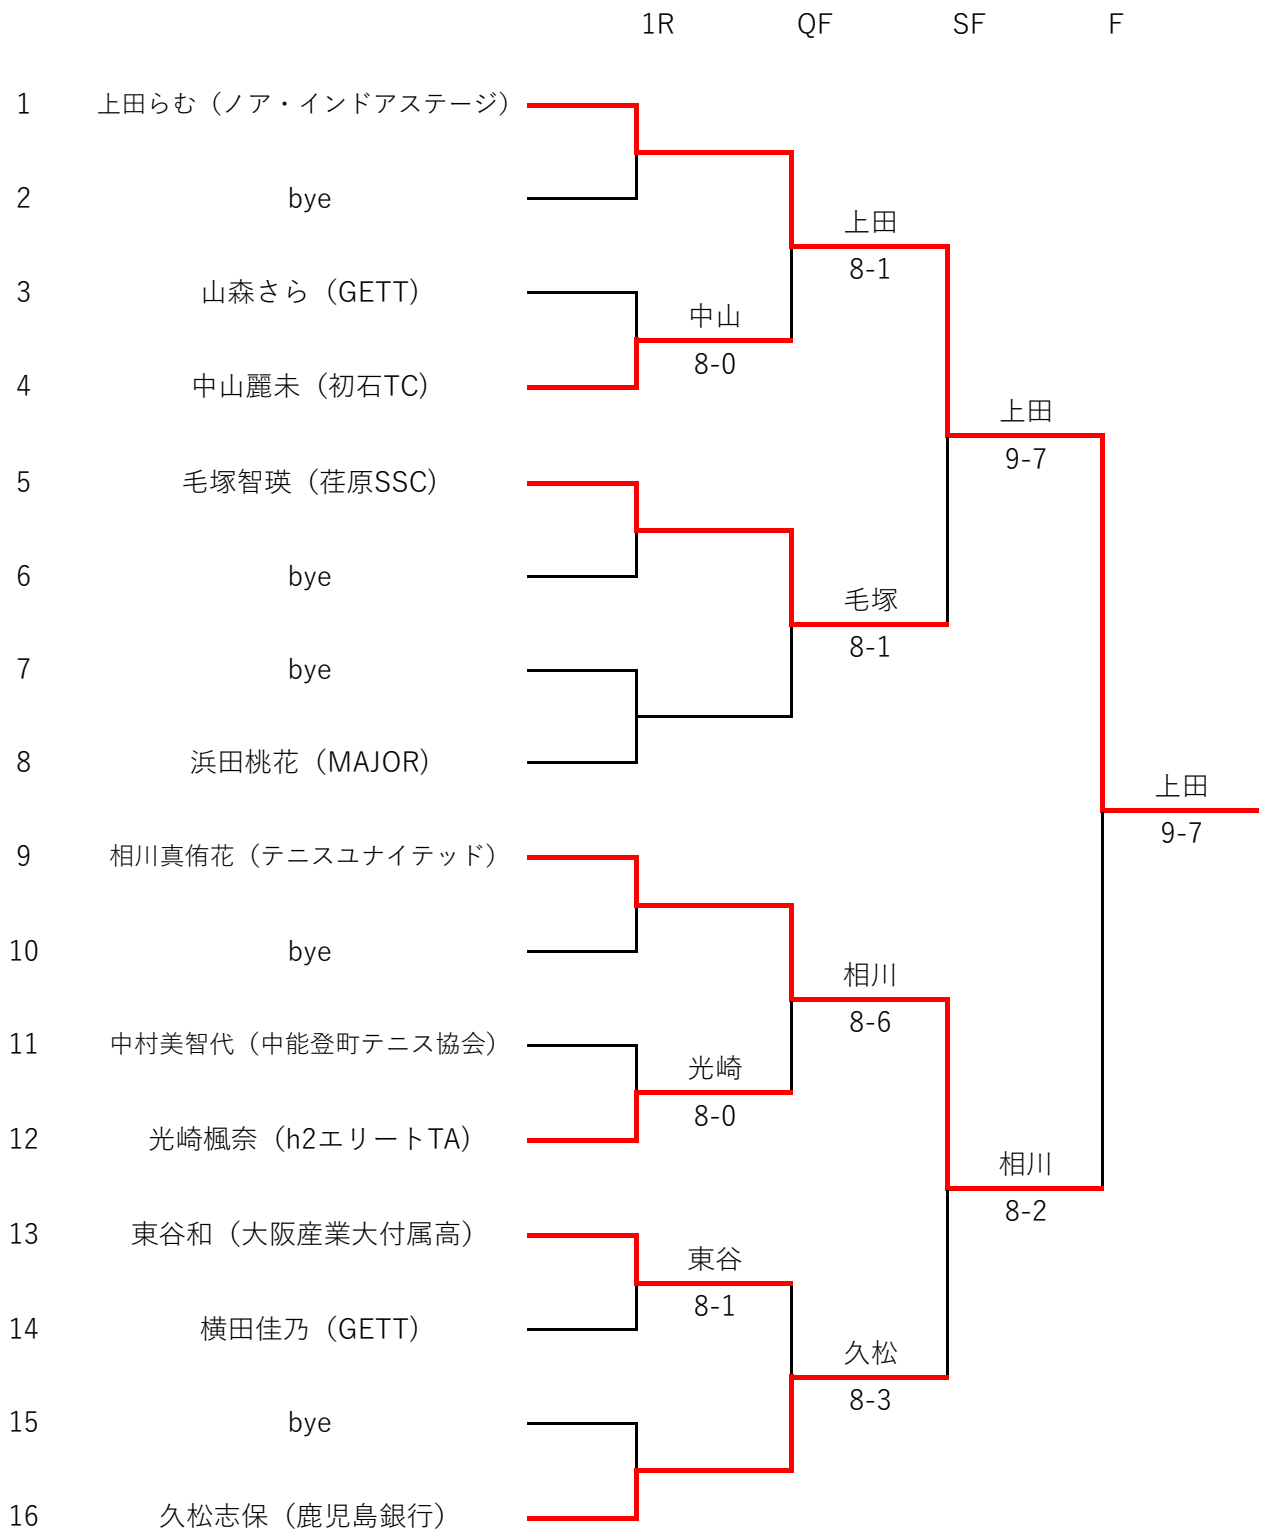 1R QF SF F
1 上田らむ（ノア・インドアステージ）
2 bye
上田
8-1
3 山森さら（GETT）
中山
8-0
4 中山麗未（初石TC）
上田
9-7
5 毛塚智瑛（荏原SSC）
6 bye
毛塚
8-1
7 bye
8 浜田桃花（MAJOR）
上田
9-7
9 相川真侑花（テニスユナイテッド）
10 bye
相川
8-6
11 中村美智代（中能登町テニス協会）
光崎
8-0
12 光崎楓奈（h2エリートTA）
相川
8-2
13 東谷和（大阪産業大付属高）
東谷
8-1
14 横田佳乃（GETT）
久松
8-3
15 bye
16 久松志保（鹿児島銀行）